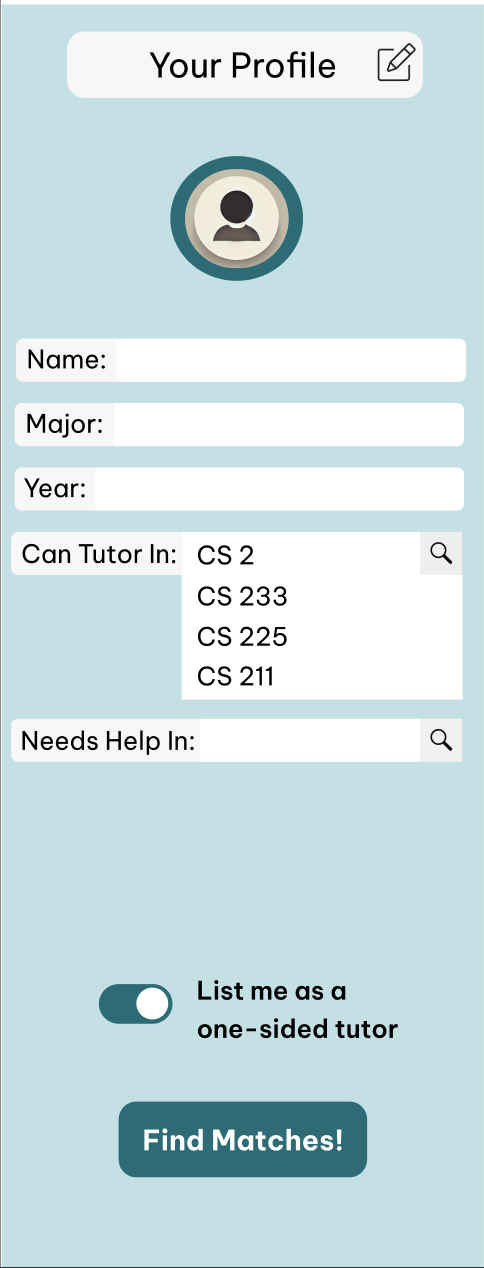 Your Profile
Name:
Major:
Year:
Can Tutor In: CS 2
CS 233
CS 225
CS 211
Needs Help In:
List me as a
one-sided tutor
Find Matches!